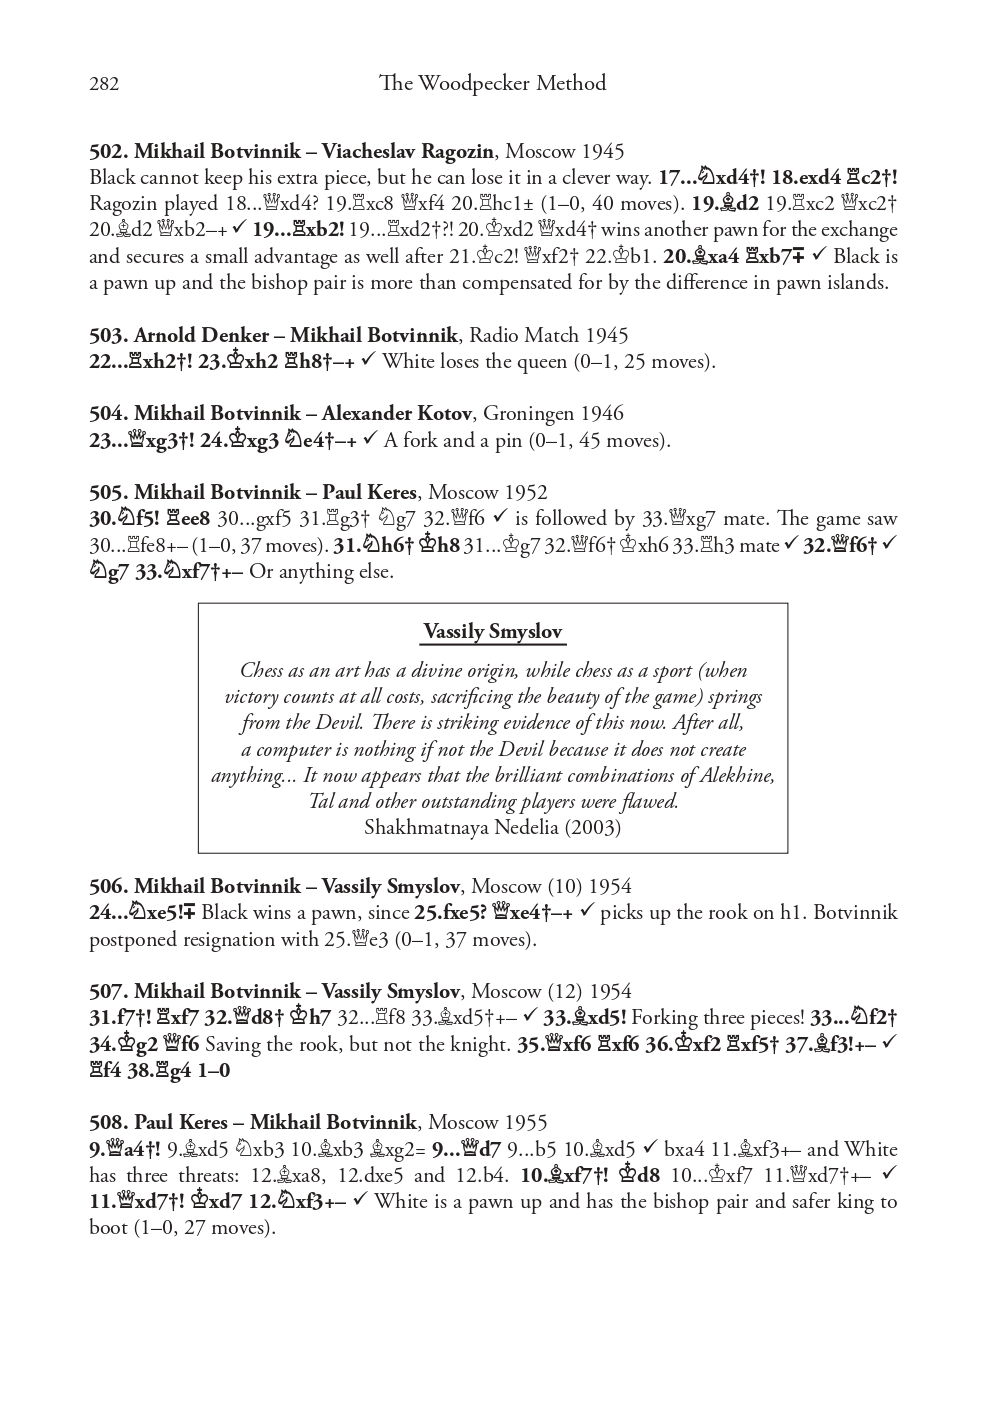 282 The Woodpecker Method
502. Mikhail Botvinnik – Viacheslav Ragozin, Moscow 1945
Black cannot keep his extra piece, but he can lose it in a clever way. 17...♘xd4†! 18.exd4 ♖c2†!
Ragozin played 18...♕xd4? 19.♖xc8 ♕xf4 20.♖hc1± (1–0, 40 moves). 19.♗d2 19.♖xc2 ♕xc2†
20.♗d2 ♕xb2–+ ✓ 19...♖xb2! 19...♖xd2†?! 20.♔xd2 ♕xd4† wins another pawn for the exchange
and secures a small advantage as well after 21.♔c2! ♕xf2† 22.♔b1. 20.♗xa4 ♖xb7∓ ✓ Black is
a pawn up and the bishop pair is more than compensated for by the difference in pawn islands.
503. Arnold Denker – Mikhail Botvinnik, Radio Match 1945
22...♖xh2†! 23.♔xh2 ♖h8†–+ ✓ White loses the queen (0–1, 25 moves).
504. Mikhail Botvinnik – Alexander Kotov, Groningen 1946
23...♕xg3†! 24.♔xg3 ♘e4†–+ ✓ A fork and a pin (0–1, 45 moves).
505. Mikhail Botvinnik – Paul Keres, Moscow 1952
30.♘f5! ♖ee8 30...gxf5 31.♖g3† ♘g7 32.♕f6 ✓ is followed by 33.♕xg7 mate. The game saw
30...♖fe8+– (1–0, 37 moves). 31.♘h6† ♔h8 31...♔g7 32.♕f6† ♔xh6 33.♖h3 mate ✓ 32.♕f6† ✓
♘g7 33.♘xf7†+– Or anything else.
Vassily Smyslov
Chess as an art has a divine origin, while chess as a sport (when
victory counts at all costs, sacrificing the beauty of the game) springs
from the Devil. There is striking evidence of this now. After all,
a computer is nothing if not the Devil because it does not create
anything... It now appears that the brilliant combinations of Alekhine,
Tal and other outstanding players were flawed.
Shakhmatnaya Nedelia (2003)
506. Mikhail Botvinnik – Vassily Smyslov, Moscow (10) 1954
24...♘xe5!∓ Black wins a pawn, since 25.fxe5? ♕xe4†–+ ✓ picks up the rook on h1. Botvinnik
postponed resignation with 25.♕e3 (0–1, 37 moves).
507. Mikhail Botvinnik – Vassily Smyslov, Moscow (12) 1954
31.f7†! ♖xf7 32.♕d8† ♔h7 32...♖f8 33.♗xd5†+– ✓ 33.♗xd5! Forking three pieces! 33...♘f2†
34.♔g2 ♕f6 Saving the rook, but not the knight. 35.♕xf6 ♖xf6 36.♔xf2 ♖xf5† 37.♗f3!+– ✓
♖f4 38.♖g4 1–0
508. Paul Keres – Mikhail Botvinnik, Moscow 1955
9.♕a4†! 9.♗xd5 ♘xb3 10.♗xb3 ♗xg2= 9...♕d7 9...b5 10.♗xd5 ✓ bxa4 11.♗xf3+– and White
has three threats: 12.♗xa8, 12.dxe5 and 12.b4. 10.♗xf7†! ♔d8 10...♔xf7 11.♕xd7†+– ✓
11.♕xd7†! ♔xd7 12.♘xf3+– ✓ White is a pawn up and has the bishop pair and safer king to
boot (1–0, 27 moves).